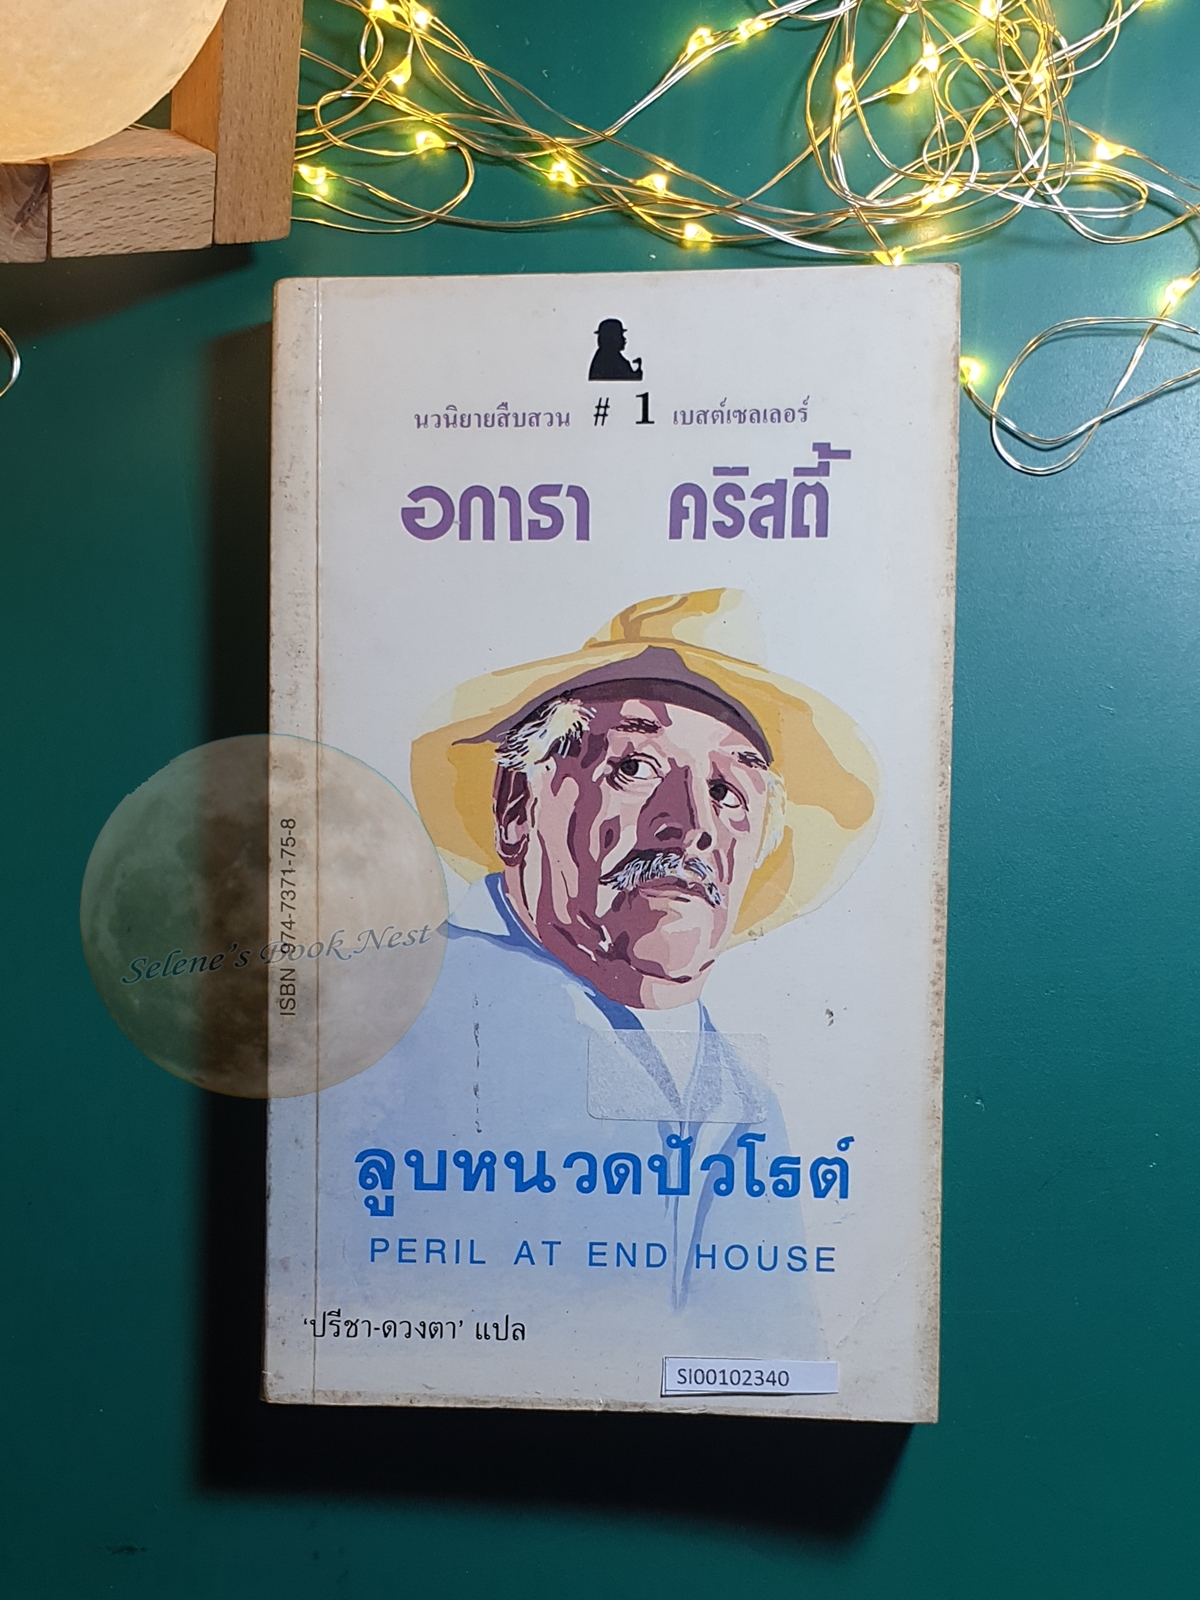 นวนิยายสืบสวน # 1 เบสต์เซลเลอร์
อกาธา คริสตี้
ISBN 974-7371-75-8
Selene's Book Nest
ลูบหนวดปัวโรต์
PERIL AT END HOUSE
'ปรีชา-ดวงตา' แปล
SI00102340